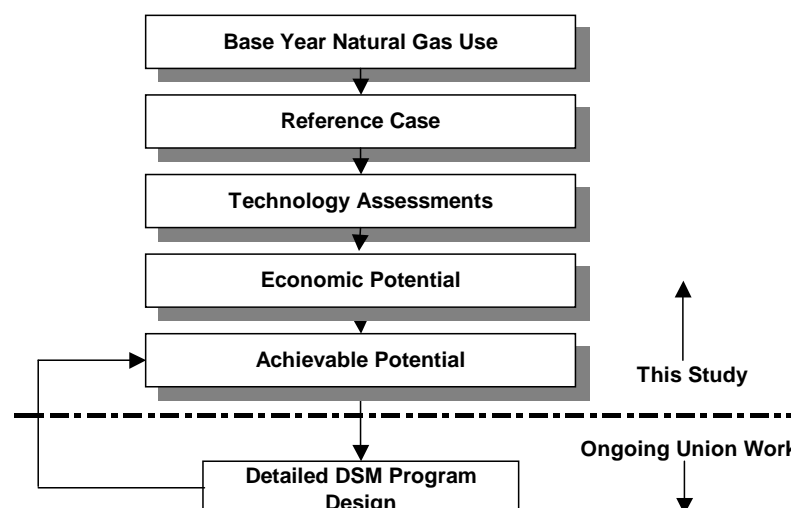 Base Year Natural Gas Use
Reference Case
Technology Assessments
Economic Potential
Achievable Potential
This Study
Ongoing Union Work
Detailed DSM Program
Design